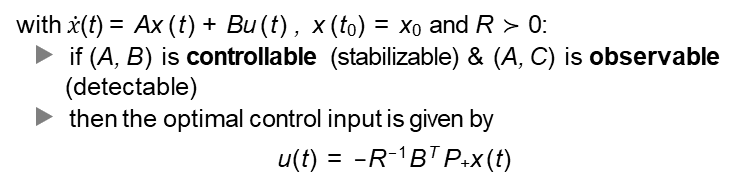 with ẋ(t) = Ax (t) + Bu (t) , x (t₀) = x₀ and R ≻ 0:
▶ if (A, B) is controllable (stabilizable) & (A, C) is observable
(detectable)
▶ then the optimal control input is given by
u(t) = −R⁻¹BᵀP₊x(t)